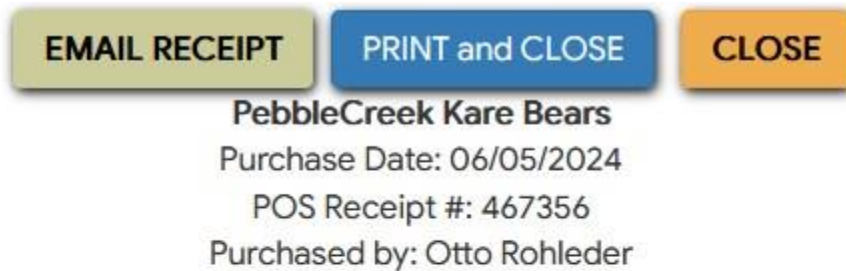 EMAIL RECEIPT PRINT and CLOSE CLOSE
PebbleCreek Kare Bears
Purchase Date: 06/05/2024
POS Receipt #: 467356
Purchased by: Otto Rohleder